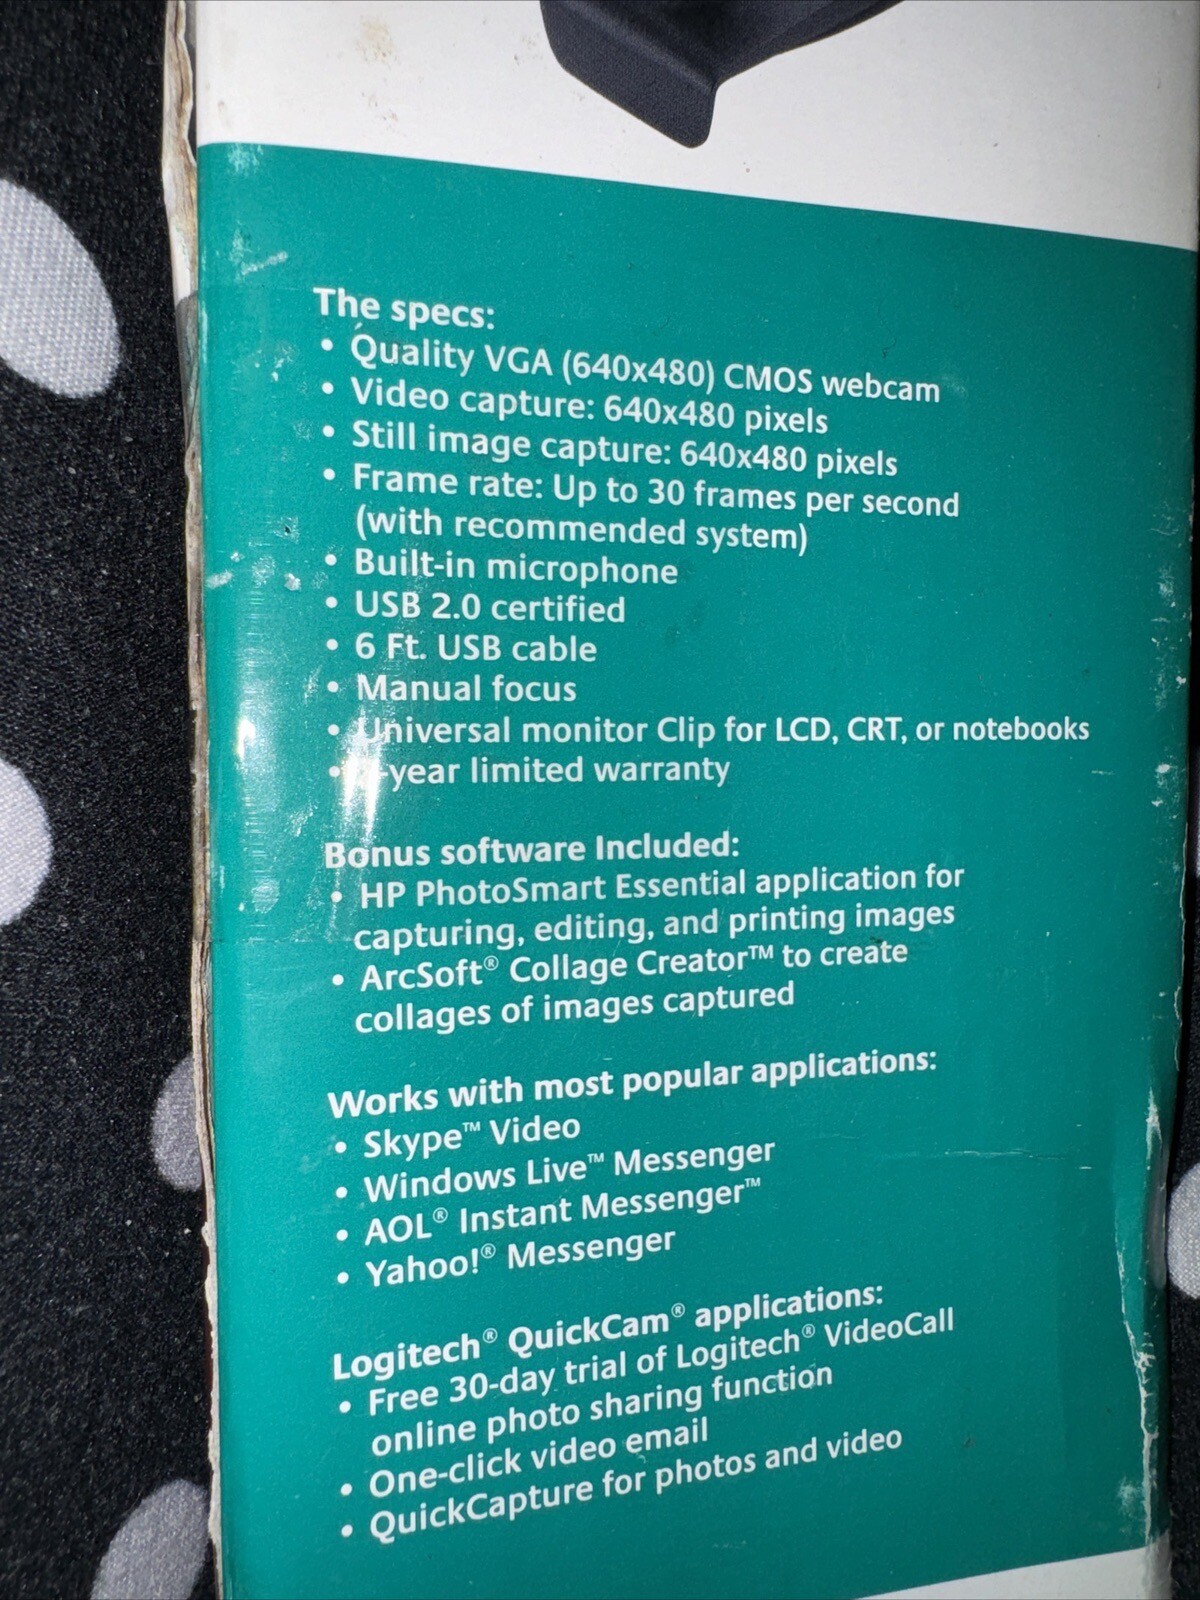 The specs:
• Quality VGA (640x480) CMOS webcam
• Video capture: 640x480 pixels
• Still image capture: 640x480 pixels
• Frame rate: Up to 30 frames per second
(with recommended system)
• Built-in microphone
• USB 2.0 certified
• 6 Ft. USB cable
• Manual focus
• Universal monitor Clip for LCD, CRT, or notebooks
• -year limited warranty
Bonus software Included:
• HP PhotoSmart Essential application for
capturing, editing, and printing images
• ArcSoft® Collage Creator™ to create
collages of images captured
Works with most popular applications:
• Skype™ Video
• Windows Live™ Messenger
• AOL® Instant Messenger™
• Yahoo!® Messenger
Logitech® QuickCam® applications:
• Free 30-day trial of Logitech® VideoCall
online photo sharing function
• One-click video email
• QuickCapture for photos and video